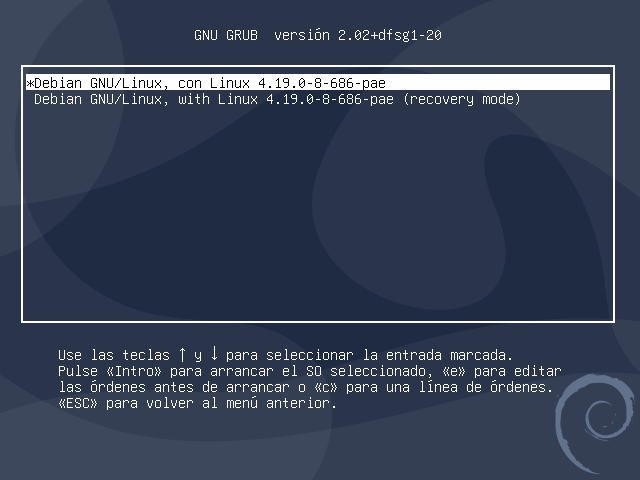 GNU GRUB  versión 2.02+dfsg1-20
*Debian GNU/Linux, con Linux 4.19.0-8-686-pae
Debian GNU/Linux, with Linux 4.19.0-8-686-pae (recovery mode)
Use las teclas ↑ y ↓ para seleccionar la entrada marcada.
Pulse «Intro» para arrancar el SO seleccionado, «e» para editar
las órdenes antes de arrancar o «c» para una línea de órdenes.
«ESC» para volver al menú anterior.